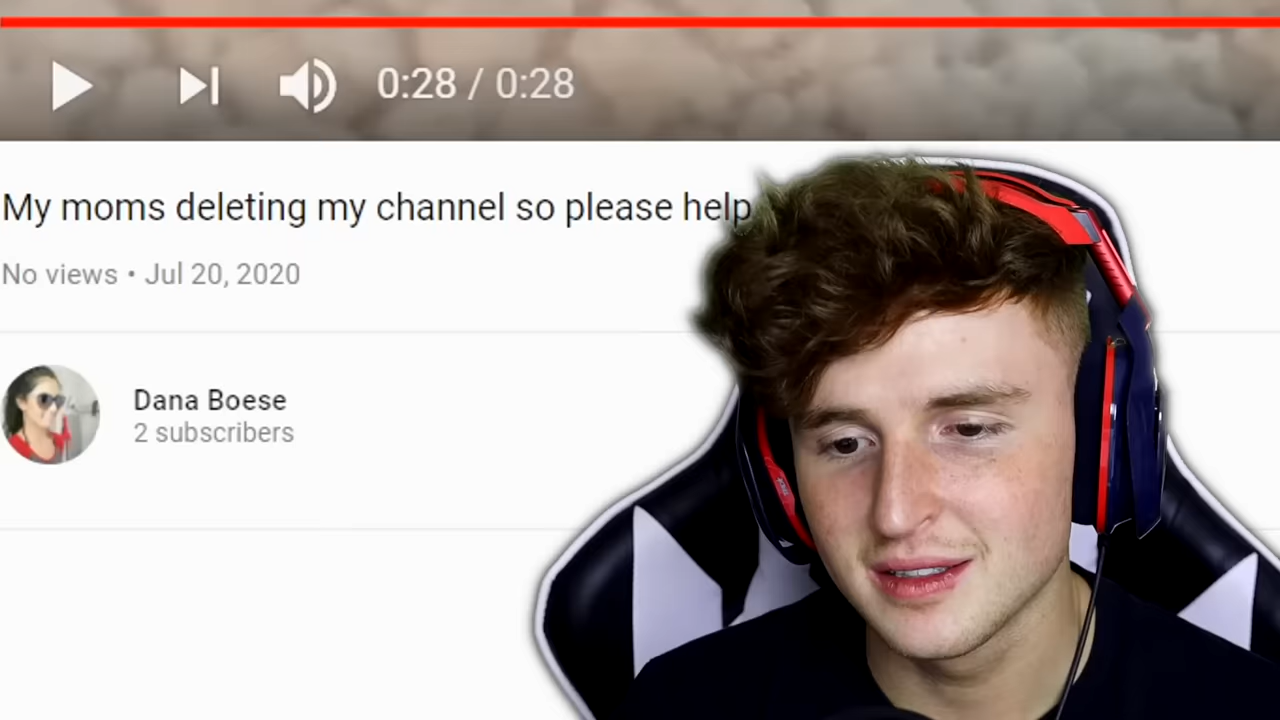 0:28 / 0:28
My moms deleting my channel so please help
No views • Jul 20, 2020
Dana Boese
2 subscribers